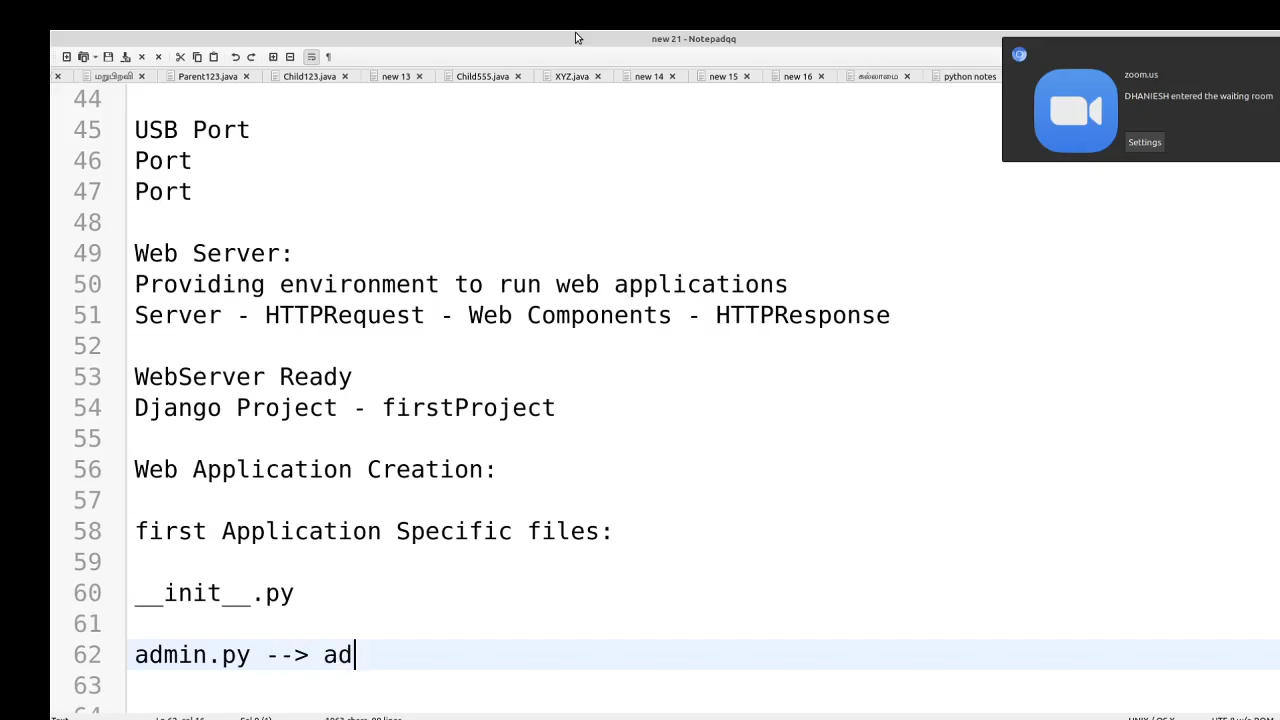 new 21 - Notepadqq
மறுபிறவி Parent123.java Child123.java new 13 Child555.java XYZ.java new 14 new 15 new 16 கல்லாமை python notes
zoom.us
DHANIESH entered the waiting room
Settings
44
45 USB Port
46 Port
47 Port
48
49 Web Server:
50 Providing environment to run web applications
51 Server - HTTPRequest - Web Components - HTTPResponse
52
53 WebServer Ready
54 Django Project - firstProject
55
56 Web Application Creation:
57
58 first Application Specific files:
59
60 __init__.py
61
62 admin.py --> ad
63